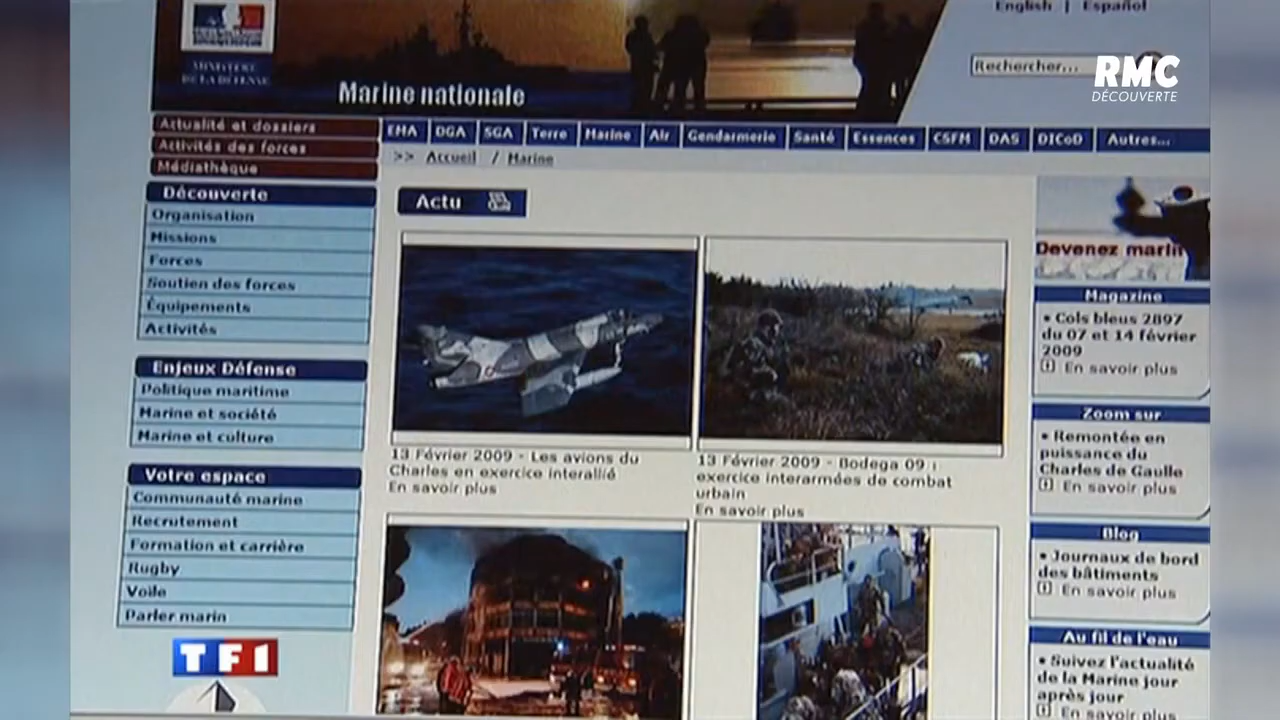 English | Español
Rechercher...
RMC
DÉCOUVERTE
MINISTÈRE
DE LA DÉFENSE
Marine nationale
Actualité et dossiers
Activités des forces
Médiathèque
EMA
DGA
SGA
Terre
Marine
Air
Gendarmerie
Santé
Essences
CSFM
DAS
DICoD
Autres...
>> Accueil / Marine
Découverte
Organisation
Missions
Forces
Soutien des forces
Équipements
Activités
Enjeux Défense
Politique maritime
Marine et société
Marine et culture
Votre espace
Communauté marine
Recrutement
Formation et carrière
Rugby
Voile
Parler marin
TF1
Actu
13 Février 2009 - Les avions du
Charles en exercice interallié
En savoir plus
13 Février 2009 - Bodega 09 :
exercice interarmées de combat
urbain
En savoir plus
Devenez marin
Magazine
• Cols bleus 2897
du 07 et 14 février
2009
En savoir plus
Zoom sur
• Remontée en
puissance du
Charles de Gaulle
En savoir plus
Blog
• Journaux de bord
des bâtiments
En savoir plus
Au fil de l'eau
• Suivez l'actualité
de la Marine jour
après jour
En savoir plus